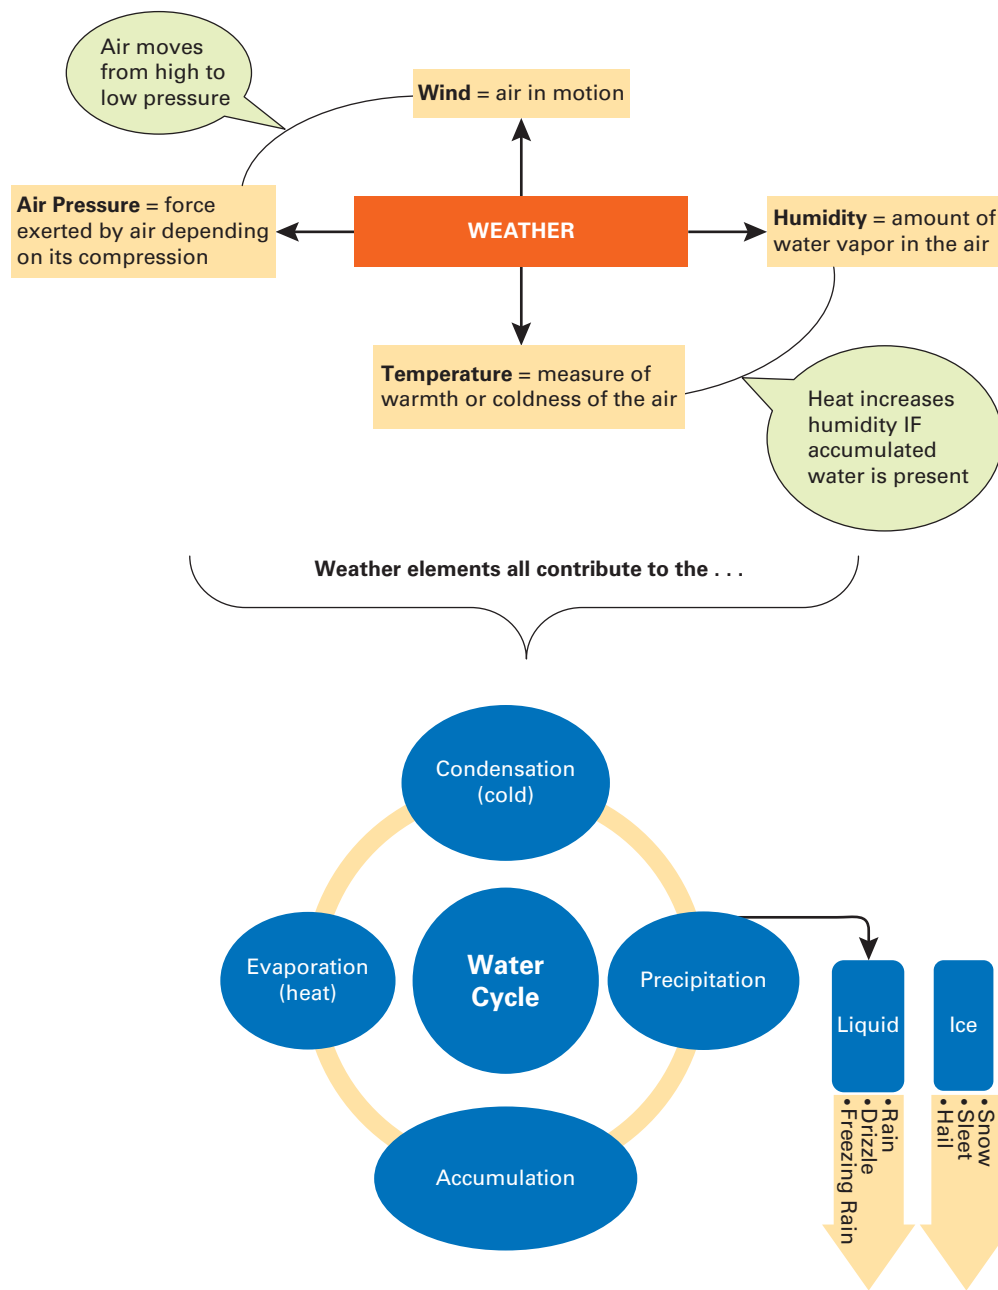 Air moves
from high to
low pressure
Wind = air in motion
Air Pressure = force
exerted by air depending
on its compression
WEATHER
Humidity = amount of
water vapor in the air
Temperature = measure of
warmth or coldness of the air
Heat increases
humidity IF
accumulated
water is present
Weather elements all contribute to the . . .
Condensation
(cold)
Evaporation
(heat)
Water
Cycle
Precipitation
Accumulation
Liquid
• Rain
• Drizzle
• Freezing Rain
Ice
• Snow
• Sleet
• Hail